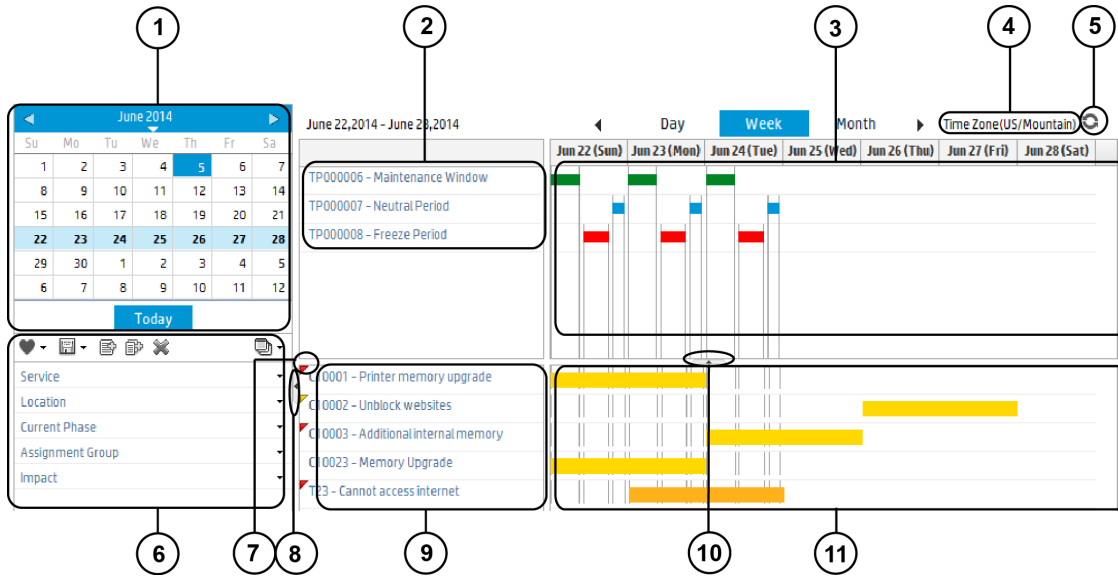 1 2 3 4 5
June 2014
Su Mo Tu We Th Fr Sa
1 2 3 4 5 6 7
8 9 10 11 12 13 14
15 16 17 18 19 20 21
22 23 24 25 26 27 28
29 30 1 2 3 4 5
6 7 8 9 10 11 12
Today
June 22,2014 - June 28,2014
Day Week Month
Time Zone(US/Mountain)
Jun 22 (Sun) Jun 23 (Mon) Jun 24 (Tue) Jun 25 (Wed) Jun 26 (Thu) Jun 27 (Fri) Jun 28 (Sat)
TP000006 - Maintenance Window
TP000007 - Neutral Period
TP000008 - Freeze Period
Service
Location
Current Phase
Assignment Group
Impact
C10001 - Printer memory upgrade
C10002 - Unblock websites
C10003 - Additional internal memory
C10023 - Memory Upgrade
T23 - Cannot access internet
6 7 8 9 10 11